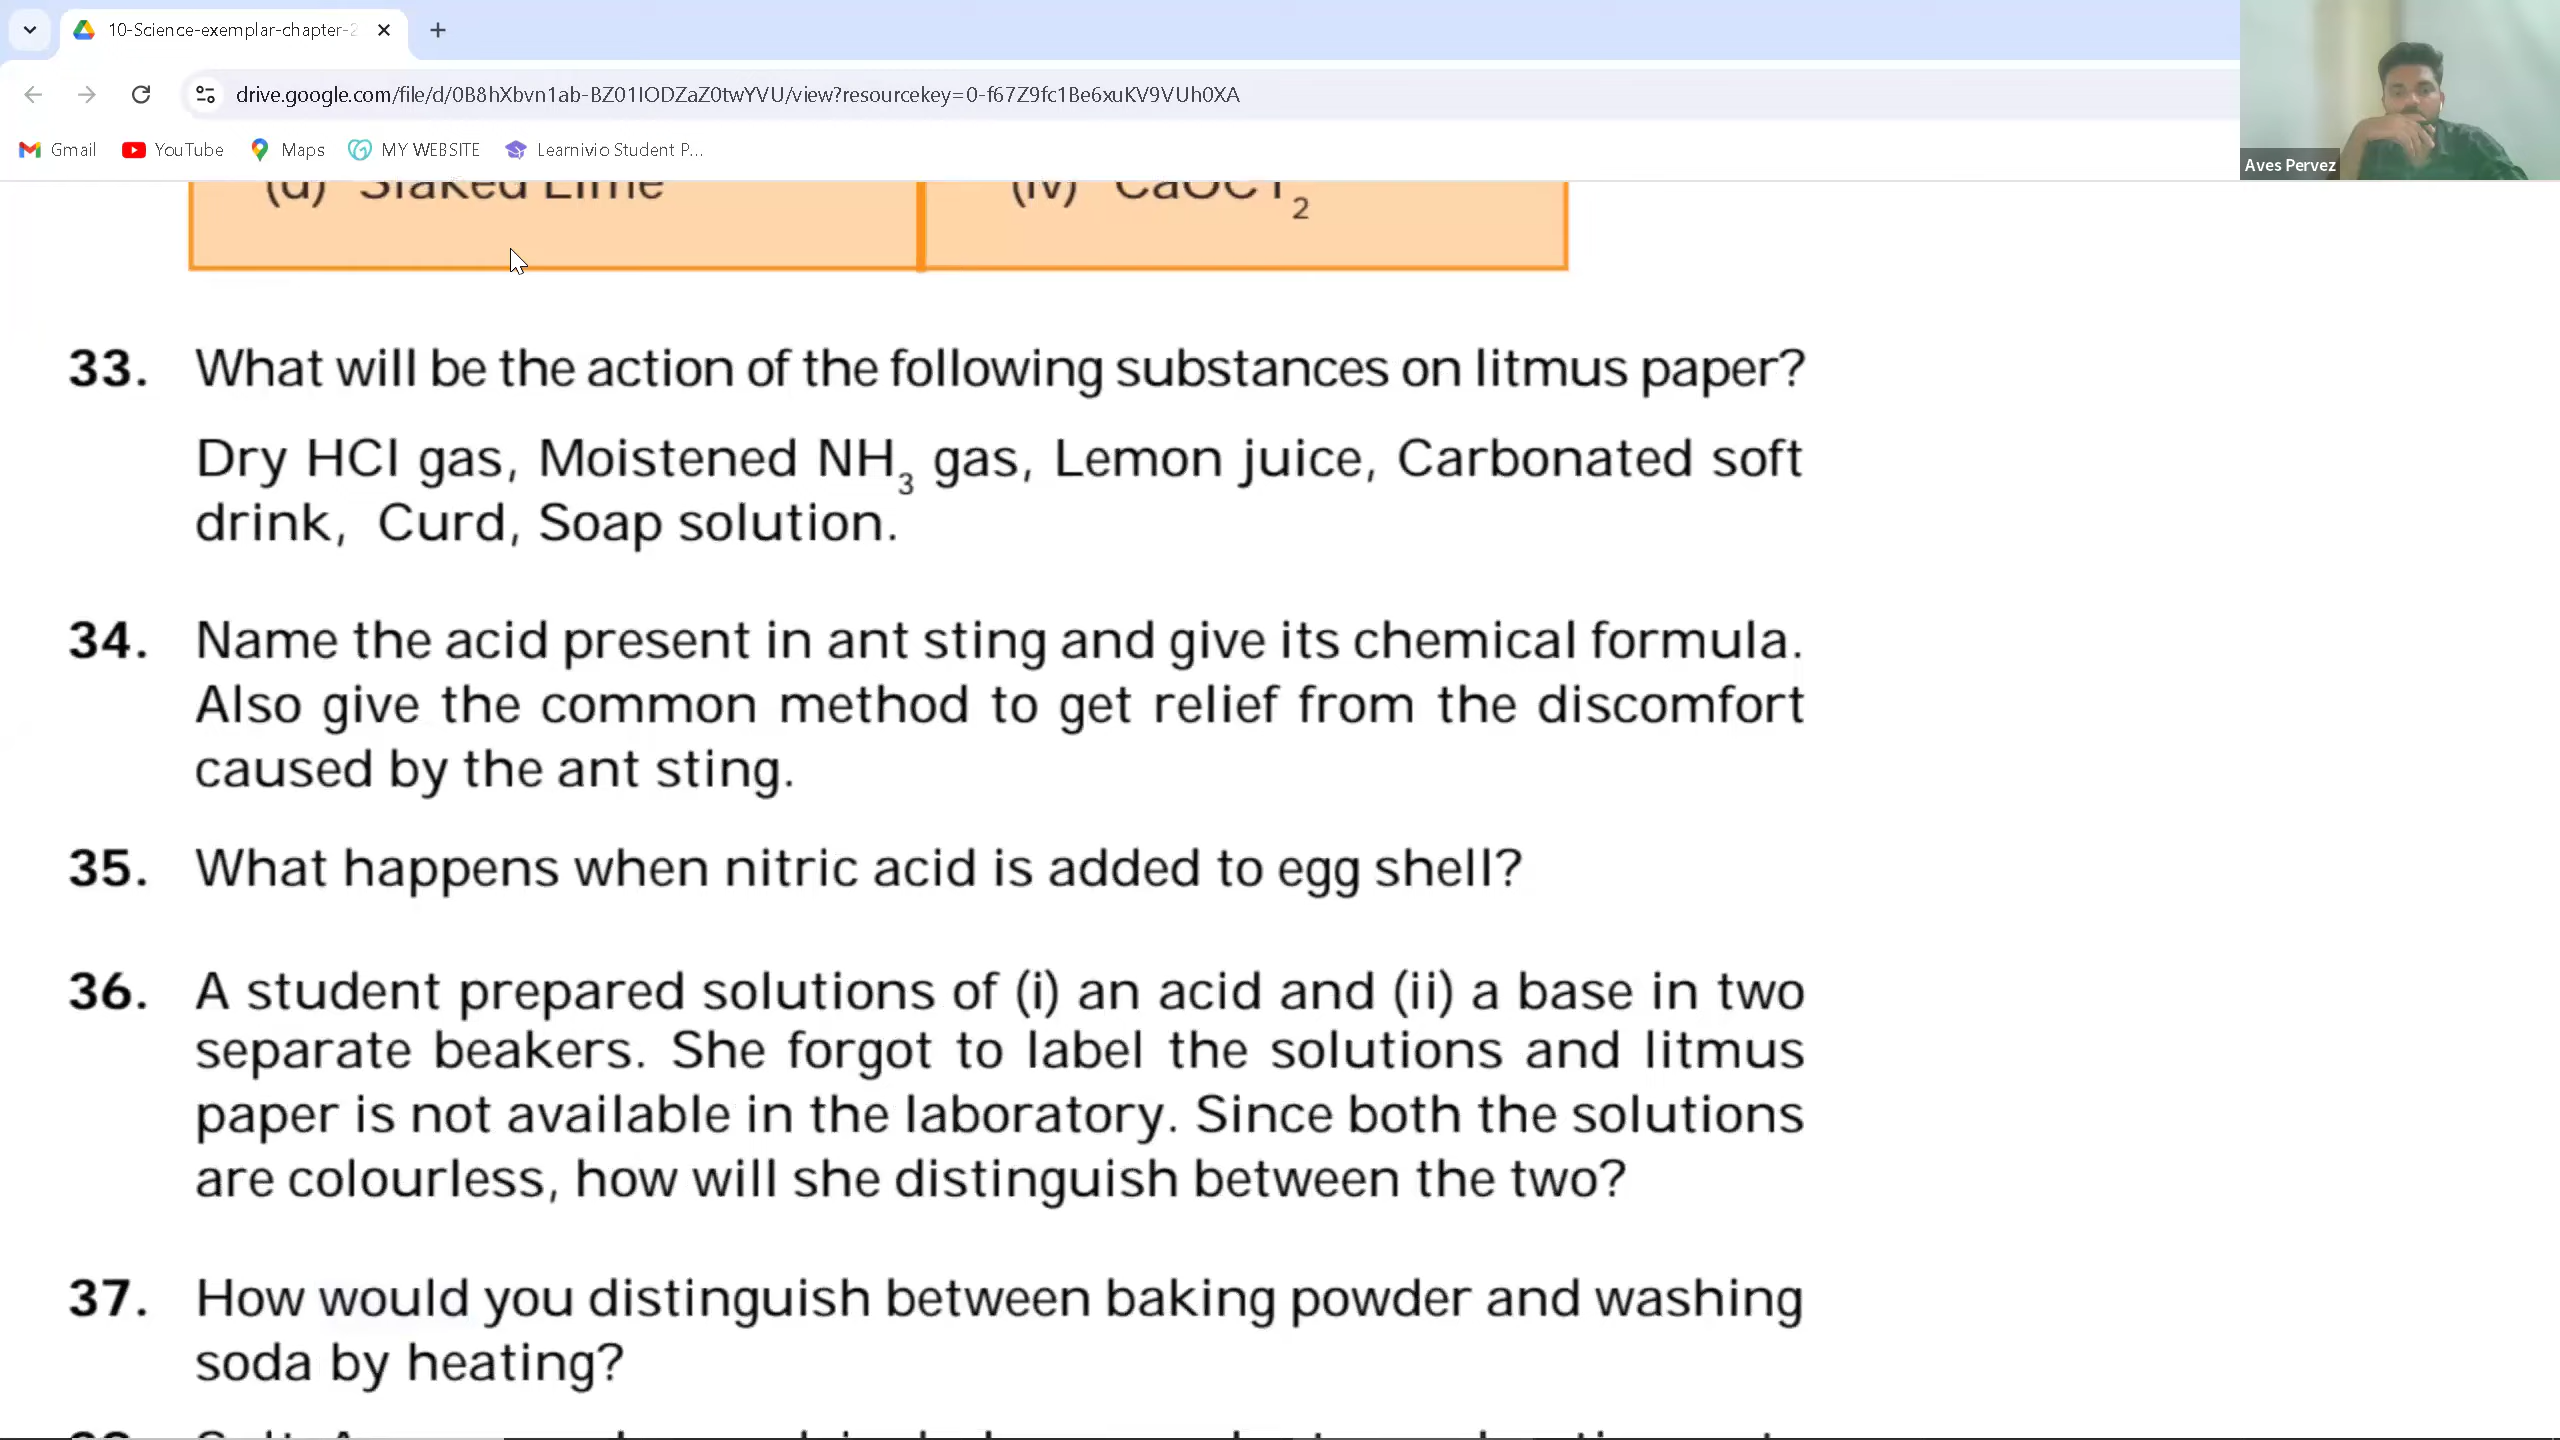 10-Science-exemplar-chapter-2
drive.google.com/file/d/0B8hXbvn1ab-BZ01IODZaZ0twYVU/view?resourcekey=0-f67Z9fc1Be6xuKV9VUh0XA
Gmail YouTube Maps MY WEBSITE Learnivio Student P...
Aves Pervez
(d) Slaked Lime (iv) CaOCl2
33. What will be the action of the following substances on litmus paper?
Dry HCl gas, Moistened NH3 gas, Lemon juice, Carbonated soft
drink, Curd, Soap solution.
34. Name the acid present in ant sting and give its chemical formula.
Also give the common method to get relief from the discomfort
caused by the ant sting.
35. What happens when nitric acid is added to egg shell?
36. A student prepared solutions of (i) an acid and (ii) a base in two
separate beakers. She forgot to label the solutions and litmus
paper is not available in the laboratory. Since both the solutions
are colourless, how will she distinguish between the two?
37. How would you distinguish between baking powder and washing
soda by heating?